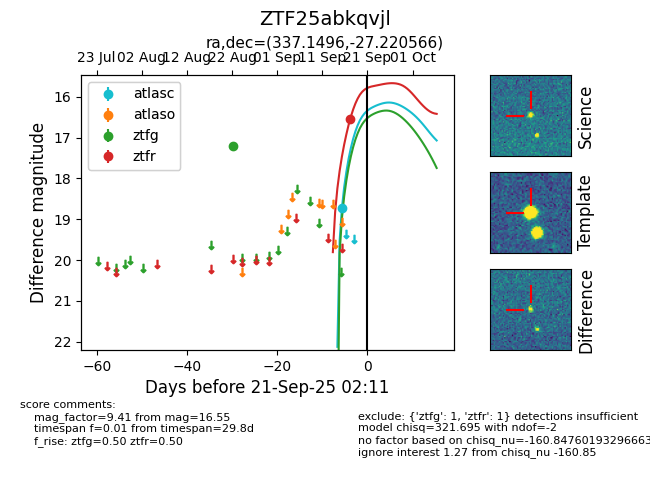 ZTF25abkqvjl
ra,dec=(337.1496,-27.220566)
23 Jul 02 Aug 12 Aug 22 Aug 01 Sep 11 Sep 21 Sep 01 Oct
atlasc
atlaso
ztfg
ztfr
16
17
18
19
20
21
22
Difference magnitude
−60 −40 −20 0
Days before 21-Sep-25 02:11
Science
Template
Difference
score comments:
mag_factor=9.41 from mag=16.55
timespan f=0.01 from timespan=29.8d
f_rise: ztfg=0.50 ztfr=0.50
exclude: {'ztfg': 1, 'ztfr': 1} detections insufficient
model chisq=321.695 with ndof=-2
no factor based on chisq_nu=-160.84760193296663
ignore interest 1.27 from chisq_nu -160.85